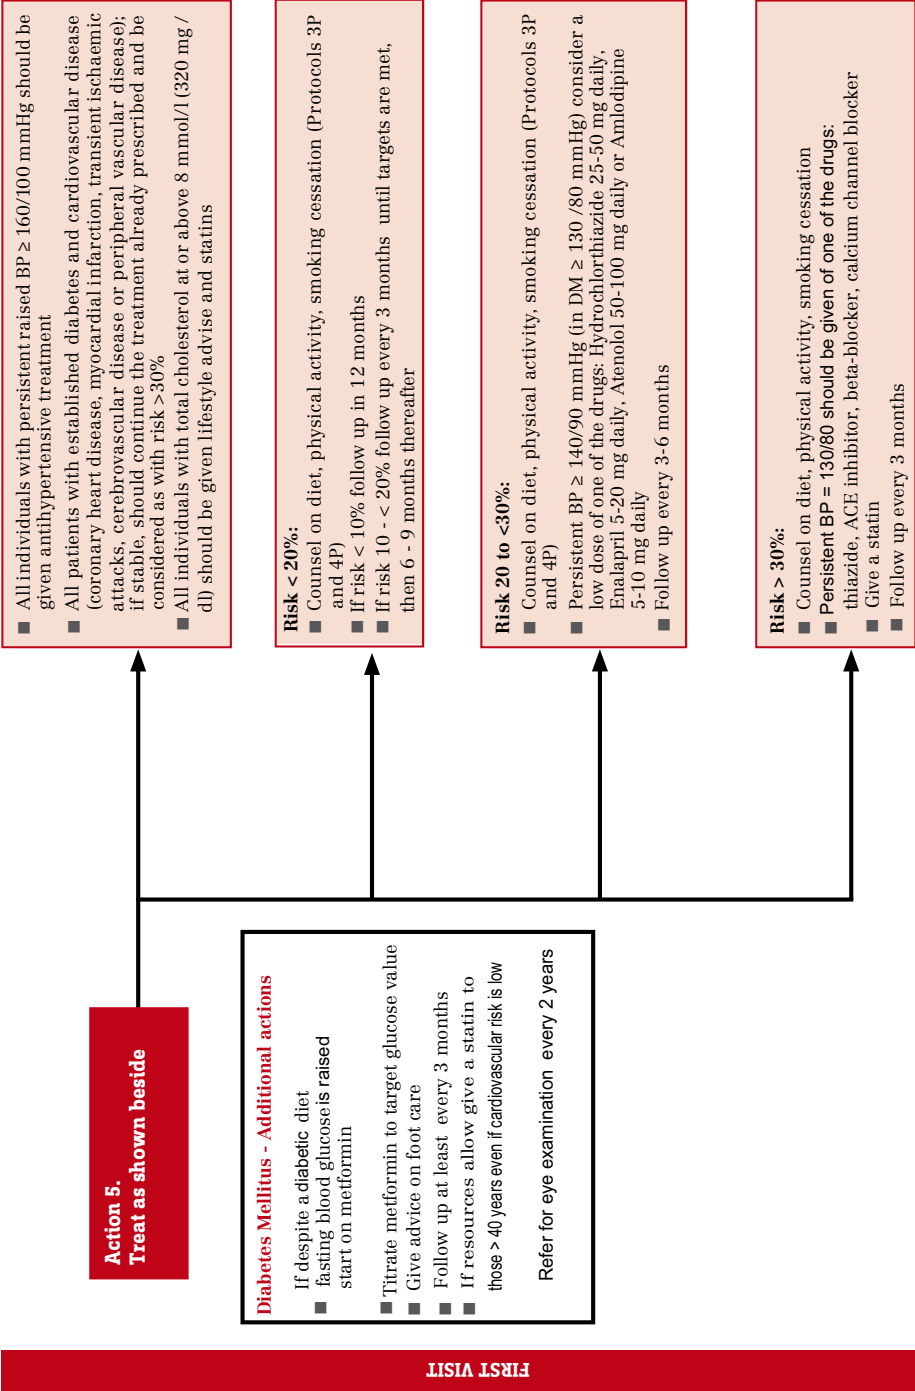 FIRST VISIT
Action 5.
Treat as shown beside
■ All individuals with persistent raised BP ≥ 160/100 mmHg should be
given antihypertensive treatment
■ All patients with established diabetes and cardiovascular disease
(coronary heart disease, myocardial infarction, transient ischaemic
attacks, cerebrovascular disease or peripheral vascular disease);
if stable, should continue the treatment already prescribed and be
considered as with risk >30%
■ All individuals with total cholesterol at or above 8 mmol/l (320 mg /
dl) should be given lifestyle advise and statins
Diabetes Mellitus - Additional actions
If despite a diabetic diet
■ fasting blood glucose is raised
start on metformin
■ Titrate metformin to target glucose value
■ Give advice on foot care
■ Follow up at least every 3 months
■ If resources allow give a statin to
those > 40 years even if cardiovascular risk is low
Refer for eye examination every 2 years
Risk < 20%:
■ Counsel on diet, physical activity, smoking cessation (Protocols 3P
and 4P)
■ If risk < 10% follow up in 12 months
■ If risk 10 - < 20% follow up every 3 months until targets are met,
then 6 - 9 months thereafter
Risk 20 to <30%:
■ Counsel on diet, physical activity, smoking cessation (Protocols 3P
and 4P)
■ Persistent BP ≥ 140/90 mmHg (in DM ≥ 130 /80 mmHg) consider a
low dose of one of the drugs: Hydrochlorthiazide 25-50 mg daily,
Enalapril 5-20 mg daily, Atenolol 50-100 mg daily or Amlodipine
5-10 mg daily
■ Follow up every 3-6 months
Risk > 30%:
■ Counsel on diet, physical activity, smoking cessation
■ Persistent BP = 130/80 should be given of one of the drugs:
thiazide, ACE inhibitor, beta-blocker, calcium channel blocker
■ Give a statin
■ Follow up every 3 months